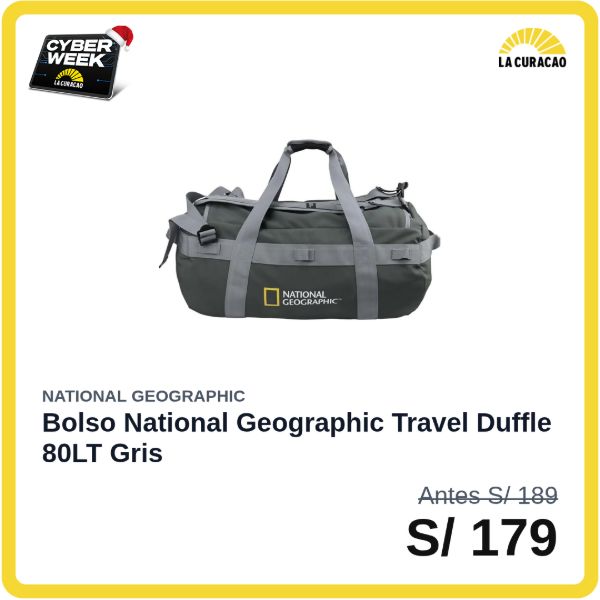 CYBER
WEEK
LA CURACAO
LA CURACAO
NATIONAL
GEOGRAPHIC™
NATIONAL GEOGRAPHIC
Bolso National Geographic Travel Duffle
80LT Gris
Antes S/ 189
S/ 179